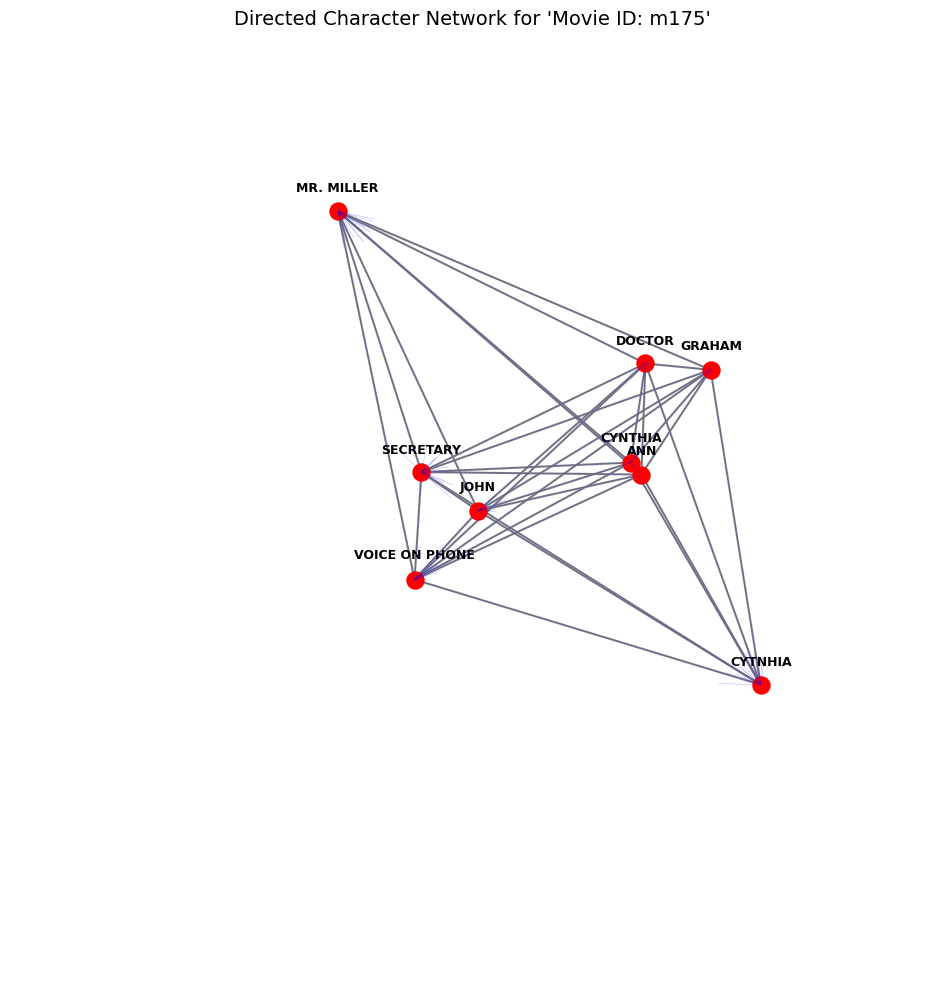 Directed Character Network for 'Movie ID: m175'
MR. MILLER
DOCTOR
GRAHAM
CYNTHIA
SECRETARY
ANN
JOHN
VOICE ON PHONE
CYTNHIA